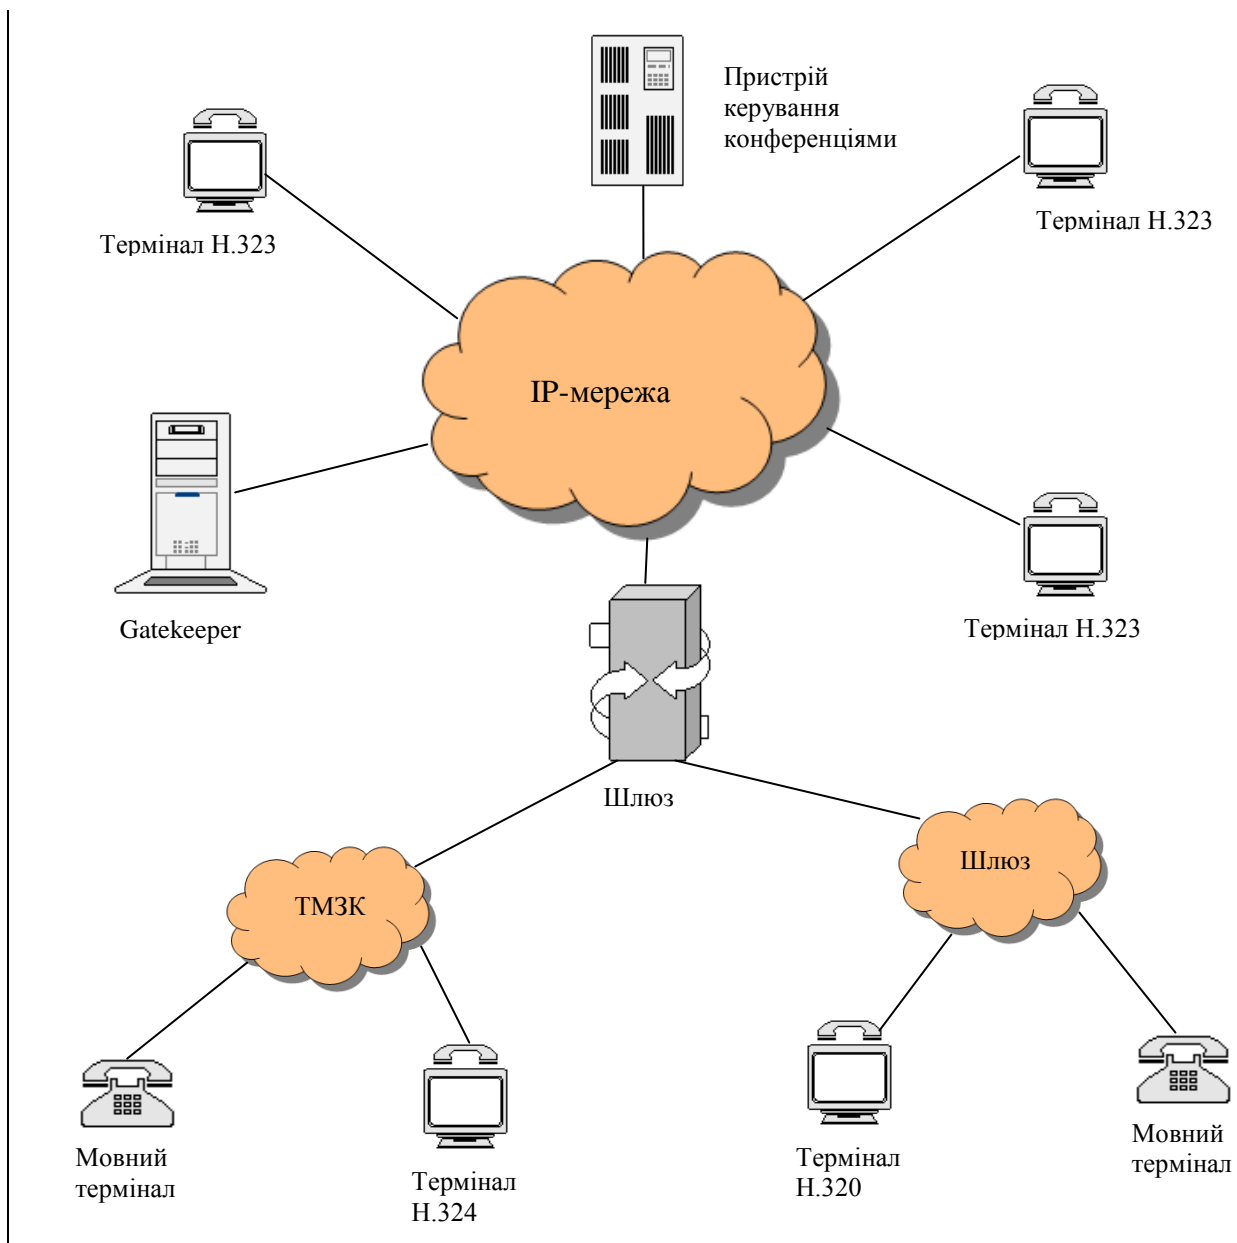 Пристрій
керування
конференціями
Термінал Н.323
Термінал Н.323
IP-мережа
Gatekeeper
Термінал Н.323
Шлюз
Шлюз
ТМЗК
Мовний
термінал
Термінал
Н.324
Термінал
Н.320
Мовний
термінал